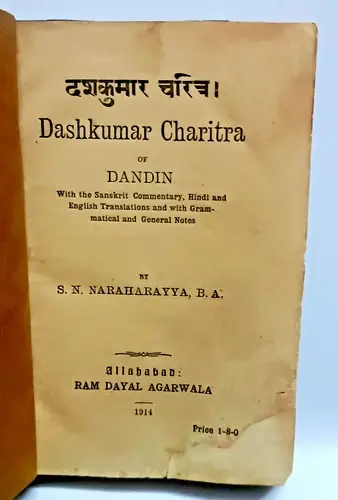 दशकुमार चरित्र।
Dashkumar Charitra
OF
DANDIN
With the Sanskrit Commentary, Hindi and
English Translations and with Gram-
matical and General Notes
BY
S. N. NARAHARAYYA, B. A.
Allahabad:
RAM DAYAL AGARWALA
1914
Price 1-8-0